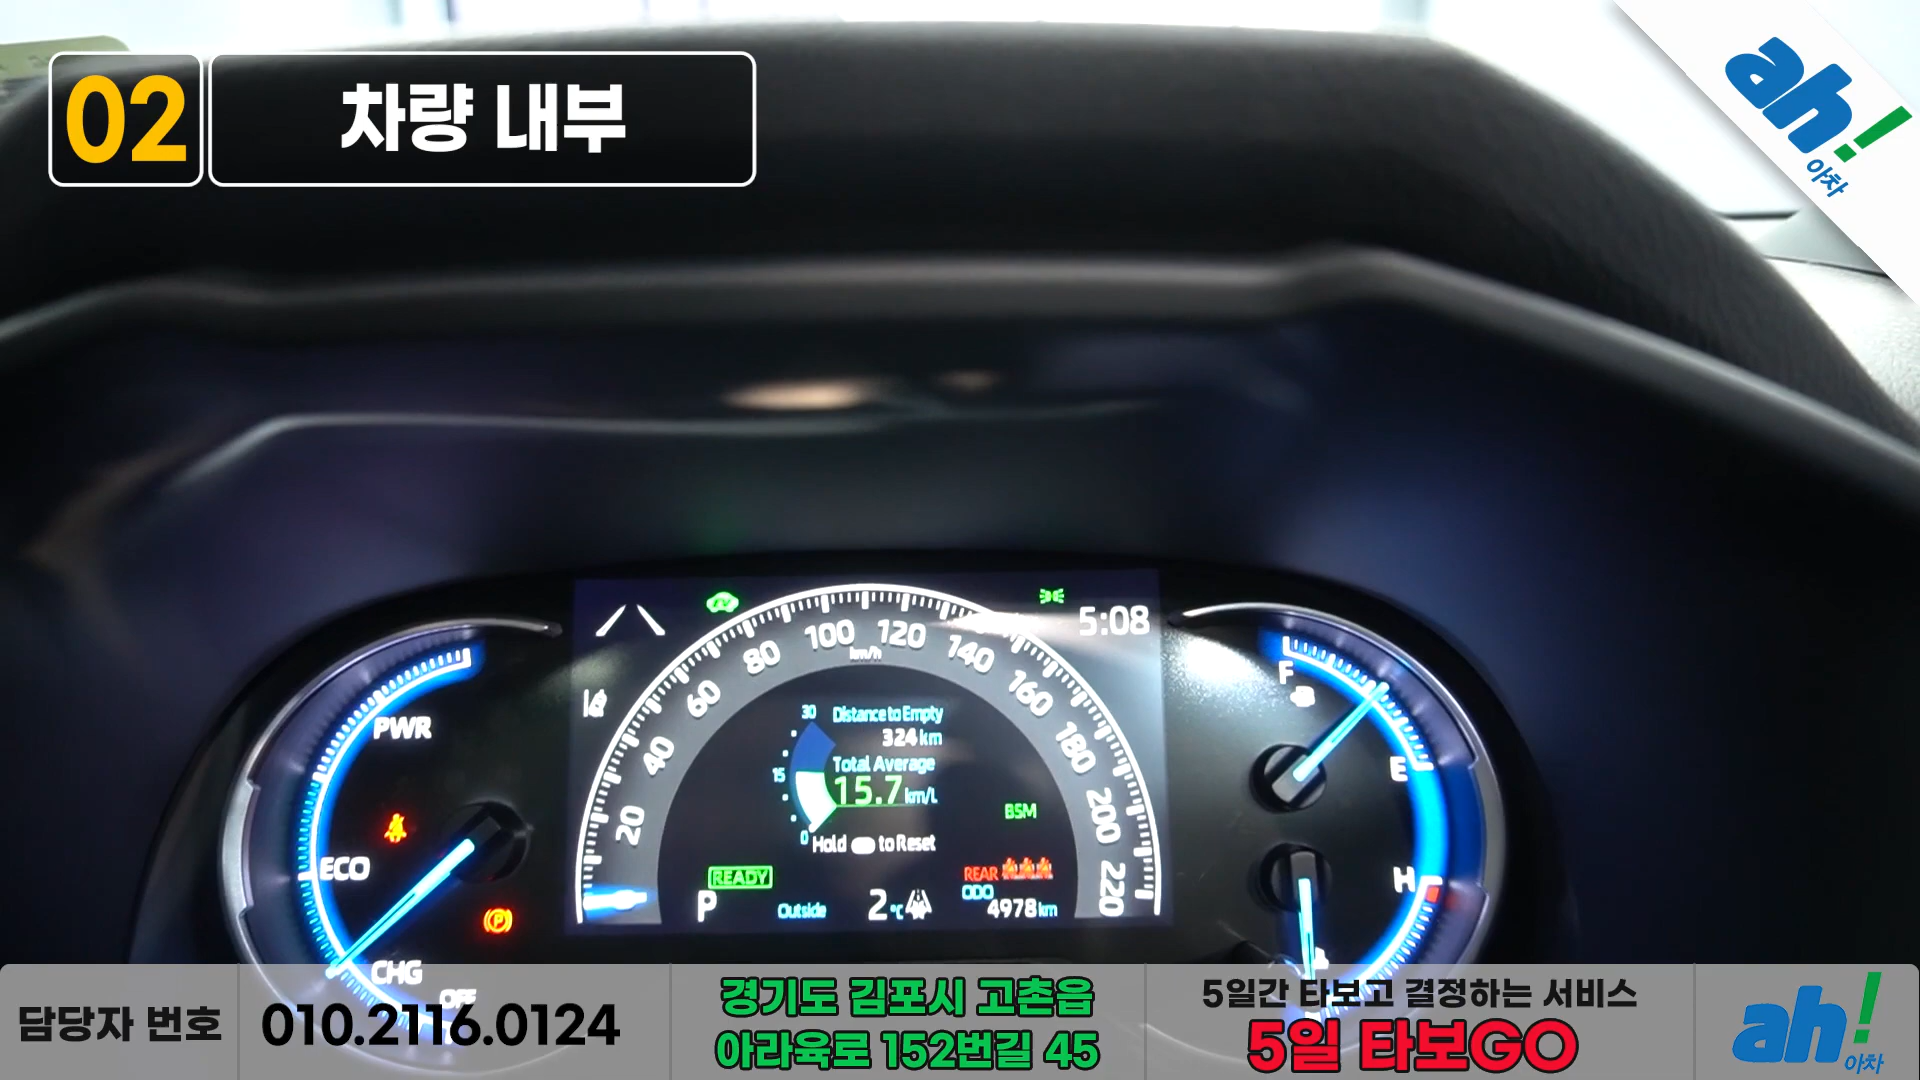 02 차량 내부
ah!
아차
5:08
PWR
ECO
CHG
OFF
20
40
60
80
100
120
140
160
180
200
220
km/h
30
15
0
Distance to Empty
324 km
Total Average
15.7 km/L
Hold to Reset
BSM
READY
REAR
P
Outside 2 °C
ODO
4978 km
F
E
H
담당자 번호
010.2116.0124
경기도 김포시 고촌읍
아라육로 152번길 45
5일간 타보고 결정하는 서비스
5일 타보GO
ah!
아차